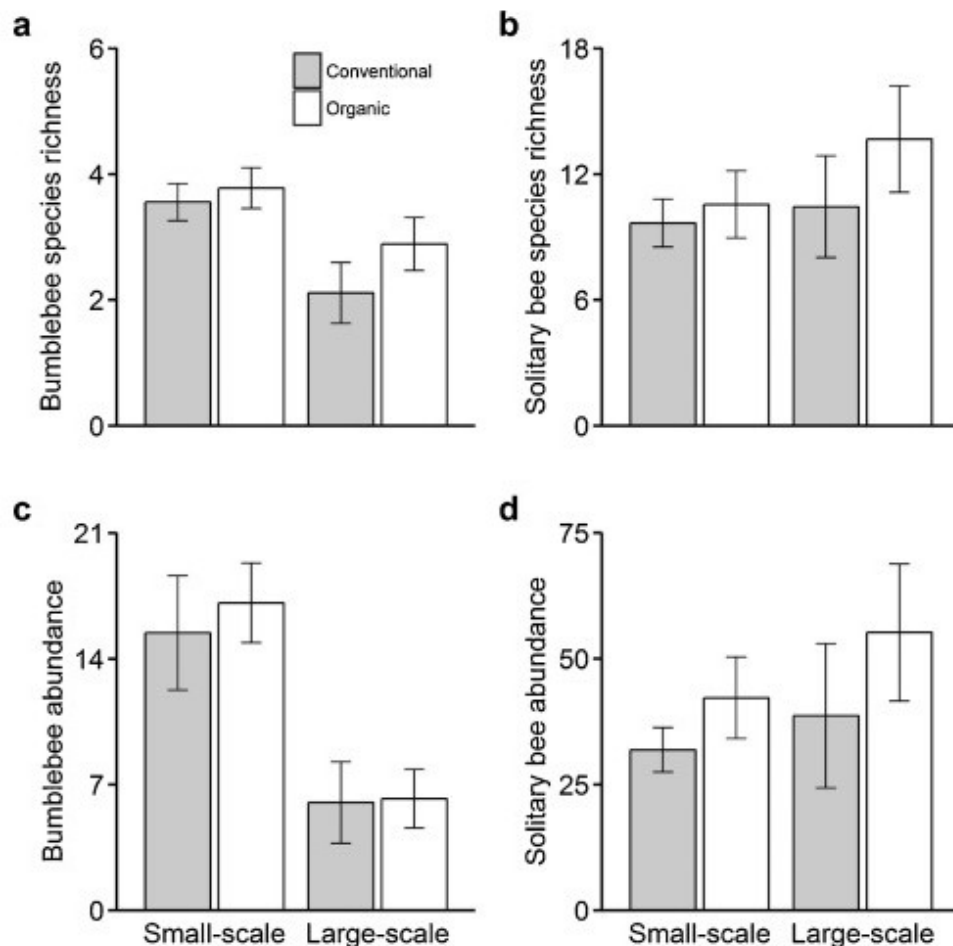 a
Bumblebee species richness
6
4
2
0
Conventional
Organic
b
Solitary bee species richness
18
12
6
0
c
Bumblebee abundance
21
14
7
0
Small-scale Large-scale
d
Solitary bee abundance
75
50
25
0
Small-scale Large-scale